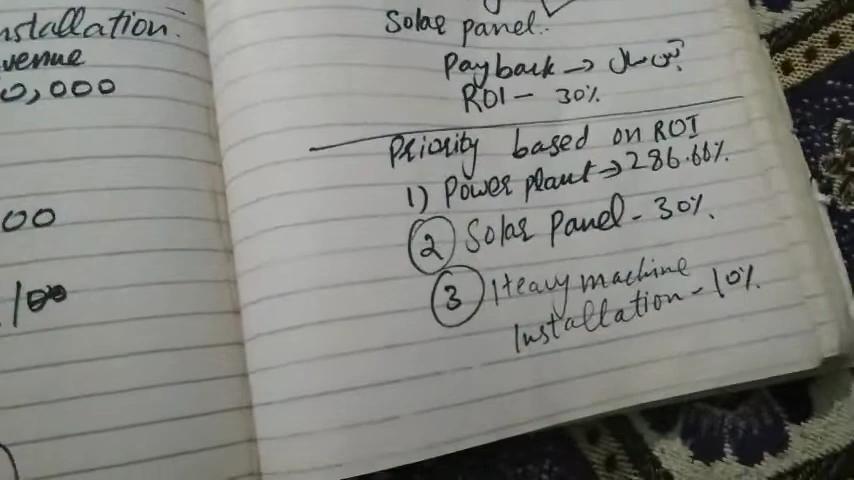 nstallation.
venue
0,000
00
100
Solar panel.
Payback →
ROI - 30%
Priority based on ROI
1) Power plant → 286.66%.
2 Solar Panel - 30%.
3 Heavy machine
Installation - 10%.